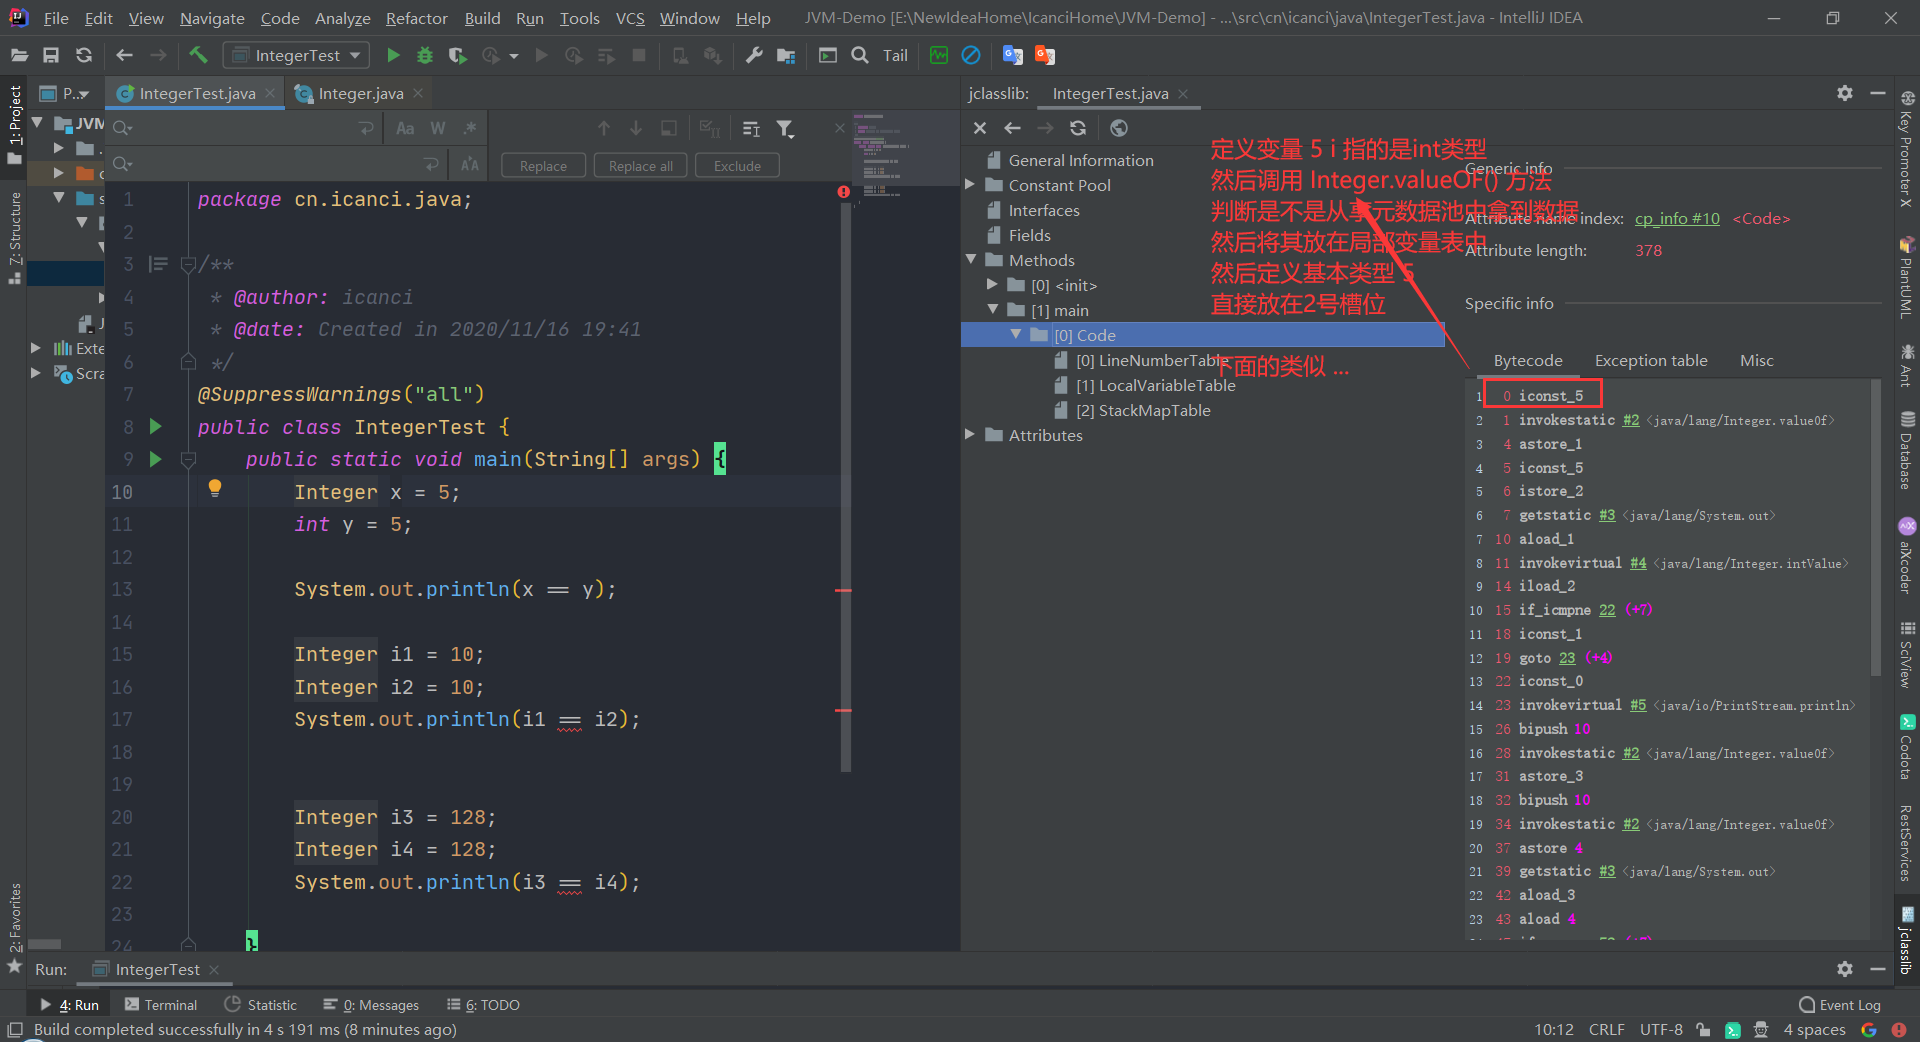 File Edit View Navigate Code Analyze Refactor Build Run Tools VCS Window Help JVM-Demo [E:\NewIdeaHome\IcanciHome\JVM-Demo] - ...\src\cn\icanci\java\IntegerTest.java - IntelliJ IDEA
IntegerTest Tail
1: Project
7: Structure
2: Favorites
P... IntegerTest.java Integer.java
JVM
Exte
Scra
Aa W .*
Replace Replace all Exclude
1 package cn.icanci.java;
2
3 /**
4 * @author: icanci
5 * @date: Created in 2020/11/16 19:41
6 */
7 @SuppressWarnings("all")
8 public class IntegerTest {
9 public static void main(String[] args) {
10 Integer x = 5;
11 int y = 5;
12
13 System.out.println(x == y);
14
15 Integer i1 = 10;
16 Integer i2 = 10;
17 System.out.println(i1 == i2);
18
19
20 Integer i3 = 128;
21 Integer i4 = 128;
22 System.out.println(i3 == i4);
23
24 }
jclasslib: IntegerTest.java
General Information
Constant Pool
Interfaces
Fields
Methods
[0] <init>
[1] main
[0] Code
[0] LineNumberTable
[1] LocalVariableTable
[2] StackMapTable
Attributes
定义变量 5 i 指的是int类型
然后调用 Integer.valueOF() 方法
判断是不是从享元数据池中拿到数据
然后将其放在局部变量表中
然后定义基本类型 5
直接放在2号槽位
下面的类似 ...
Generic info
Attribute name index: cp_info #10 <Code>
Attribute length: 378
Specific info
Bytecode Exception table Misc
1 0 iconst_5
2 1 invokestatic #2 <java/lang/Integer.valueOf>
3 4 astore_1
4 5 iconst_5
5 6 istore_2
6 7 getstatic #3 <java/lang/System.out>
7 10 aload_1
8 11 invokevirtual #4 <java/lang/Integer.intValue>
9 14 iload_2
10 15 if_icmpne 22 (+7)
11 18 iconst_1
12 19 goto 23 (+4)
13 22 iconst_0
14 23 invokevirtual #5 <java/io/PrintStream.println>
15 26 bipush 10
16 28 invokestatic #2 <java/lang/Integer.valueOf>
17 31 astore_3
18 32 bipush 10
19 34 invokestatic #2 <java/lang/Integer.valueOf>
20 37 astore 4
21 39 getstatic #3 <java/lang/System.out>
22 42 aload_3
23 43 aload 4
Key Promoter X
PlantUML
Ant
Database
aiXcoder
SciView
Codota
RestServices
jclasslib
Run: IntegerTest
4: Run Terminal Statistic 0: Messages 6: TODO Event Log
Build completed successfully in 4 s 191 ms (8 minutes ago) 10:12 CRLF UTF-8 4 spaces